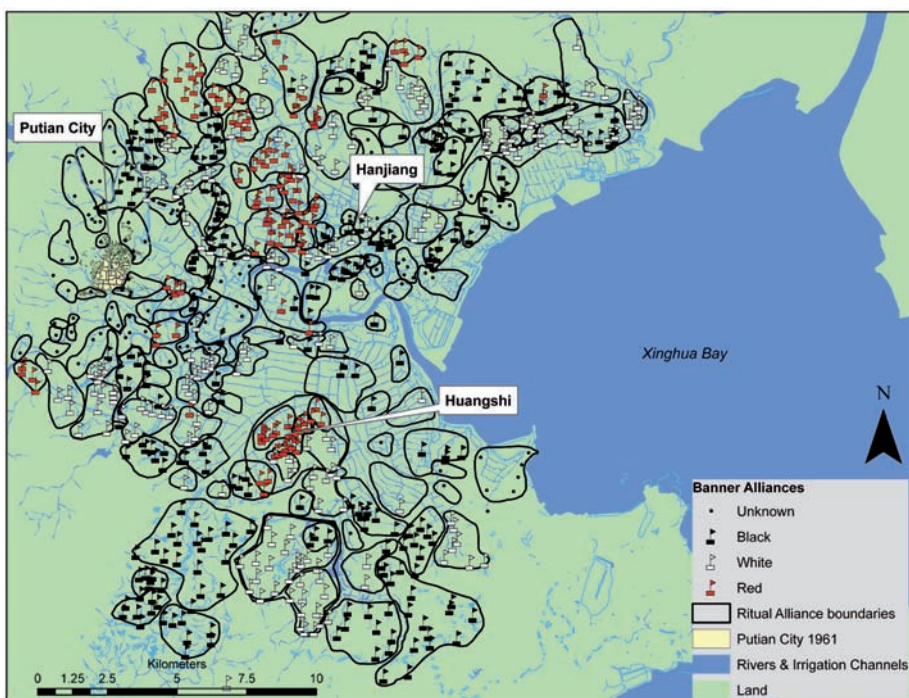 Putian City
Hanjiang
Xinghua Bay
Huangshi
N
Banner Alliances
Unknown
Black
White
Red
Ritual Alliance boundaries
Putian City 1961
Rivers & Irrigation Channels
Land
Kilometers
0 1.25 2.5 5 7.5 10